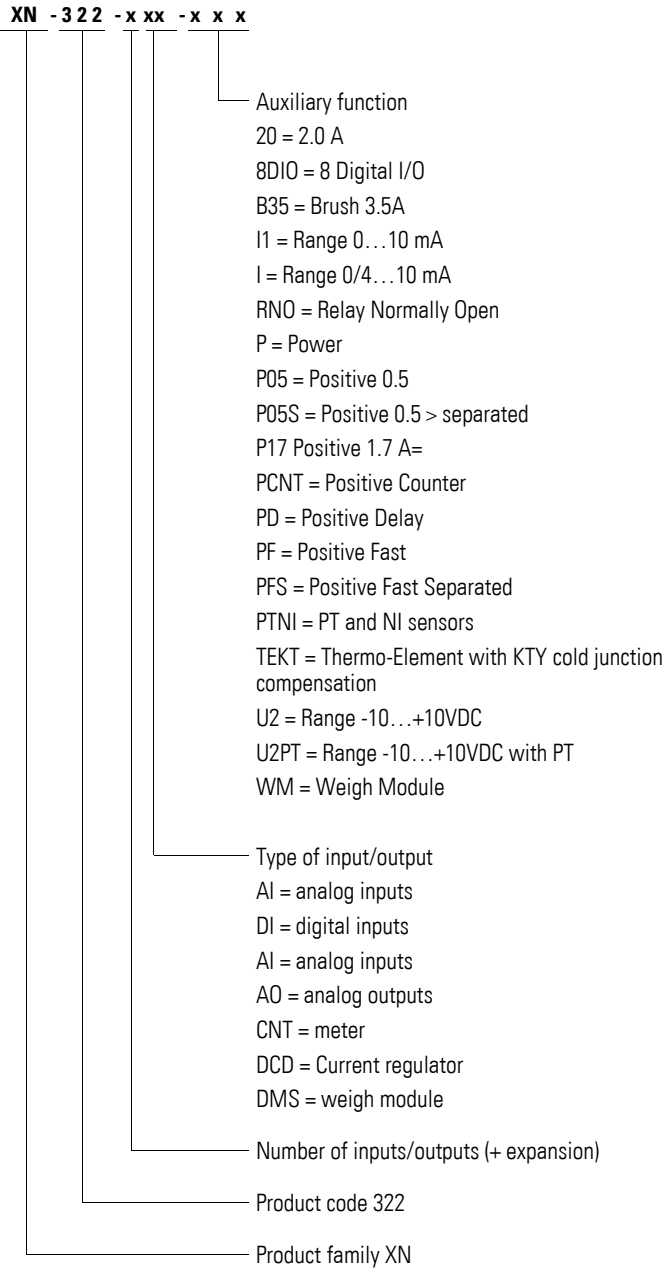 XN - 3 2 2 - x xx - x x x
Auxiliary function
20 = 2.0 A
8DIO = 8 Digital I/O
B35 = Brush 3.5A
I1 = Range 0…10 mA
I = Range 0/4…10 mA
RNO = Relay Normally Open
P = Power
P05 = Positive 0.5
P05S = Positive 0.5 > separated
P17 Positive 1.7 A=
PCNT = Positive Counter
PD = Positive Delay
PF = Positive Fast
PFS = Positive Fast Separated
PTNI = PT and NI sensors
TEKT = Thermo-Element with KTY cold junction
compensation
U2 = Range -10…+10VDC
U2PT = Range -10…+10VDC with PT
WM = Weigh Module
Type of input/output
AI = analog inputs
DI = digital inputs
AI = analog inputs
AO = analog outputs
CNT = meter
DCD = Current regulator
DMS = weigh module
Number of inputs/outputs (+ expansion)
Product code 322
Product family XN